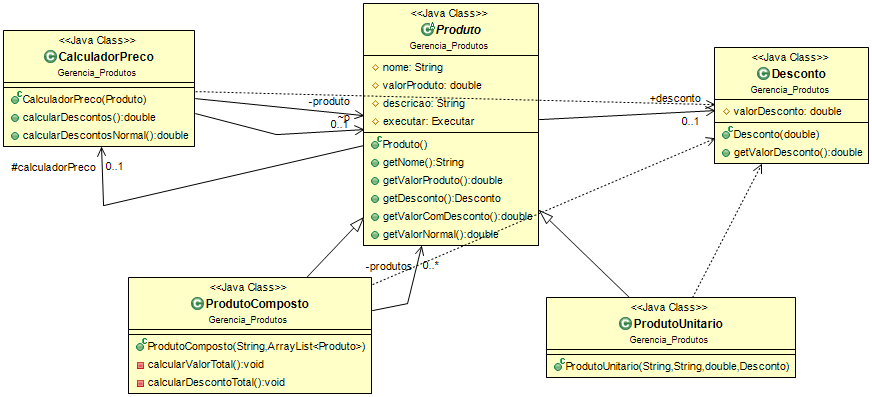 <<Java Class>>
CalculadorPreco
Gerencia_Produtos
CalculadorPreco(Produto)
calcularDescontos():double
calcularDescontosNormal():double
<<Java Class>>
Produto
Gerencia_Produtos
nome: String
valorProduto: double
descricao: String
executar: Executar
Produto()
getNome():String
getValorProduto():double
getDesconto():Desconto
getValorComDesconto():double
getValorNormal():double
<<Java Class>>
Desconto
Gerencia_Produtos
valorDesconto: double
Desconto(double)
getValorDesconto():double
-produto
~p
0..1
+desconto
0..1
#calculadorPreco
0..1
-produtos
0..*
<<Java Class>>
ProdutoComposto
Gerencia_Produtos
ProdutoComposto(String,ArrayList<Produto>)
calcularValorTotal():void
calcularDescontoTotal():void
<<Java Class>>
ProdutoUnitario
Gerencia_Produtos
ProdutoUnitario(String,String,double,Desconto)